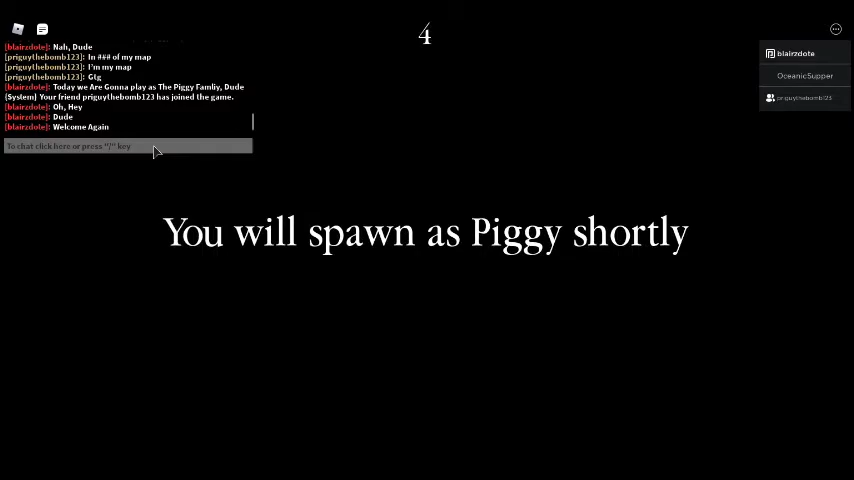 4
[blairzdote]: Nah, Dude
[priguythebomb123]: In ### of my map
[priguythebomb123]: I'm my map
[priguythebomb123]: Gtg
[blairzdote]: Today we Are Gonna play as The Piggy Famliy, Dude
{System} Your friend priguythebomb123 has joined the game.
[blairzdote]: Oh, Hey
[blairzdote]: Dude
[blairzdote]: Welcome Again
To chat click here or press "/" key
blairzdote
OceanicSupper
priguythebomb123
You will spawn as Piggy shortly